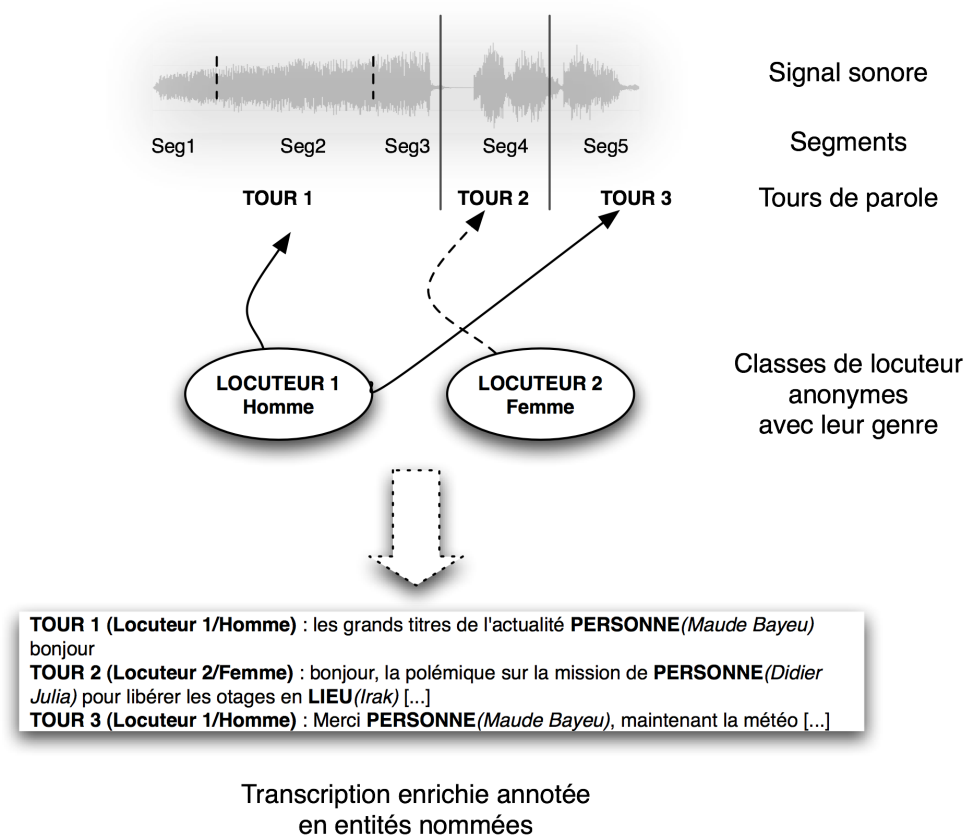 Signal sonore
Seg1 Seg2 Seg3 Seg4 Seg5 Segments
TOUR 1 TOUR 2 TOUR 3 Tours de parole
LOCUTEUR 1
Homme
LOCUTEUR 2
Femme
Classes de locuteur
anonymes
avec leur genre
TOUR 1 (Locuteur 1/Homme) : les grands titres de l'actualité PERSONNE(Maude Bayeu)
bonjour
TOUR 2 (Locuteur 2/Femme) : bonjour, la polémique sur la mission de PERSONNE(Didier
Julia) pour libérer les otages en LIEU(Irak) [...]
TOUR 3 (Locuteur 1/Homme) : Merci PERSONNE(Maude Bayeu), maintenant la météo [...]
Transcription enrichie annotée
en entités nommées